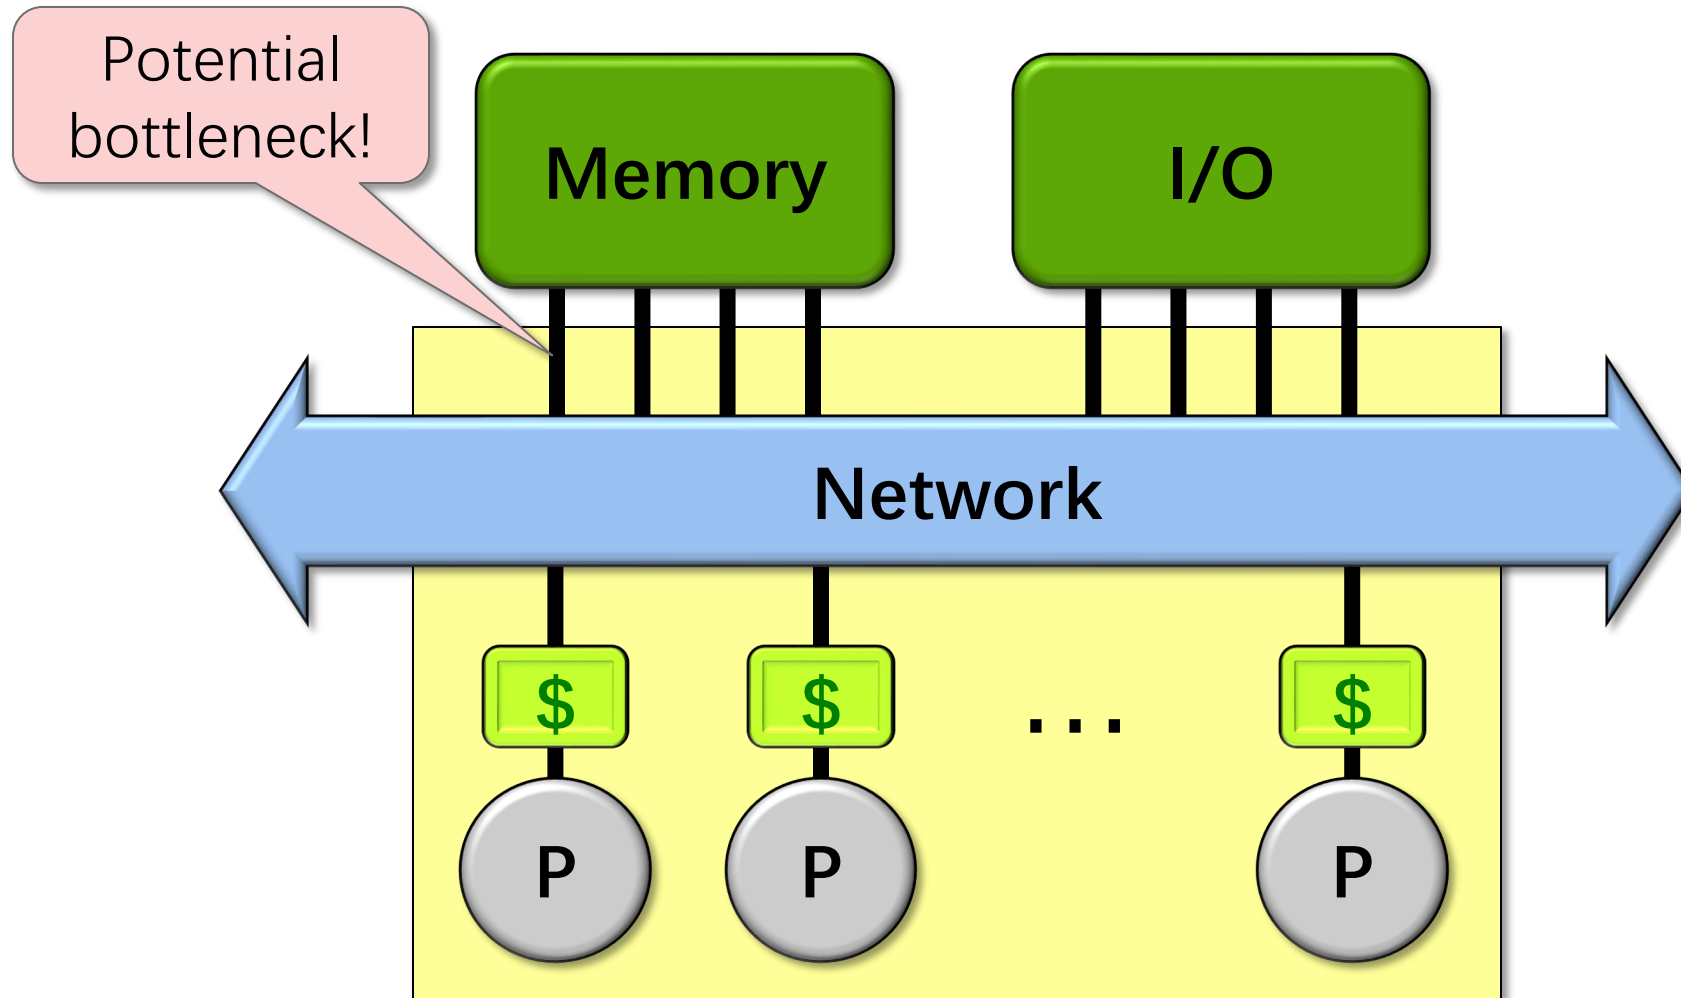 Potential
bottleneck!
Memory
I/O
Network
$
$
...
$
P
P
P